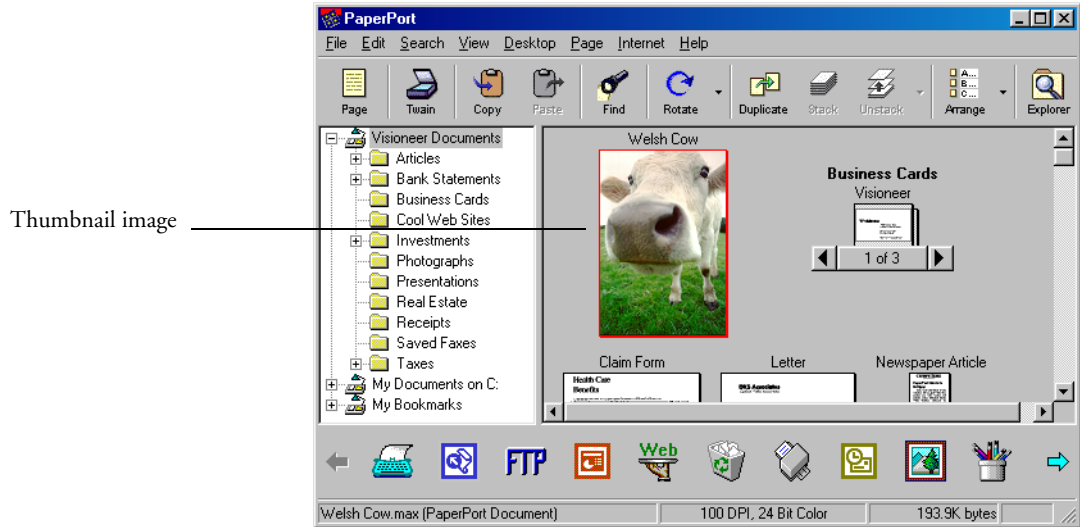 PaperPort
File Edit Search View Desktop Page Internet Help
Page Twain Copy Paste Find Rotate Duplicate Stack Unstack A... B... C... Arrange Explorer
Visioneer Documents
Articles
Bank Statements
Business Cards
Cool Web Sites
Investments
Photographs
Presentations
Real Estate
Receipts
Saved Faxes
Taxes
My Documents on C:
My Bookmarks
Thumbnail image
Welsh Cow
Business Cards
Visioneer
1 of 3
Claim Form
Letter
Newspaper Article
Health Care
Benefits
FTP
Web
Welsh Cow.max (PaperPort Document)
100 DPI, 24 Bit Color
193.9K bytes